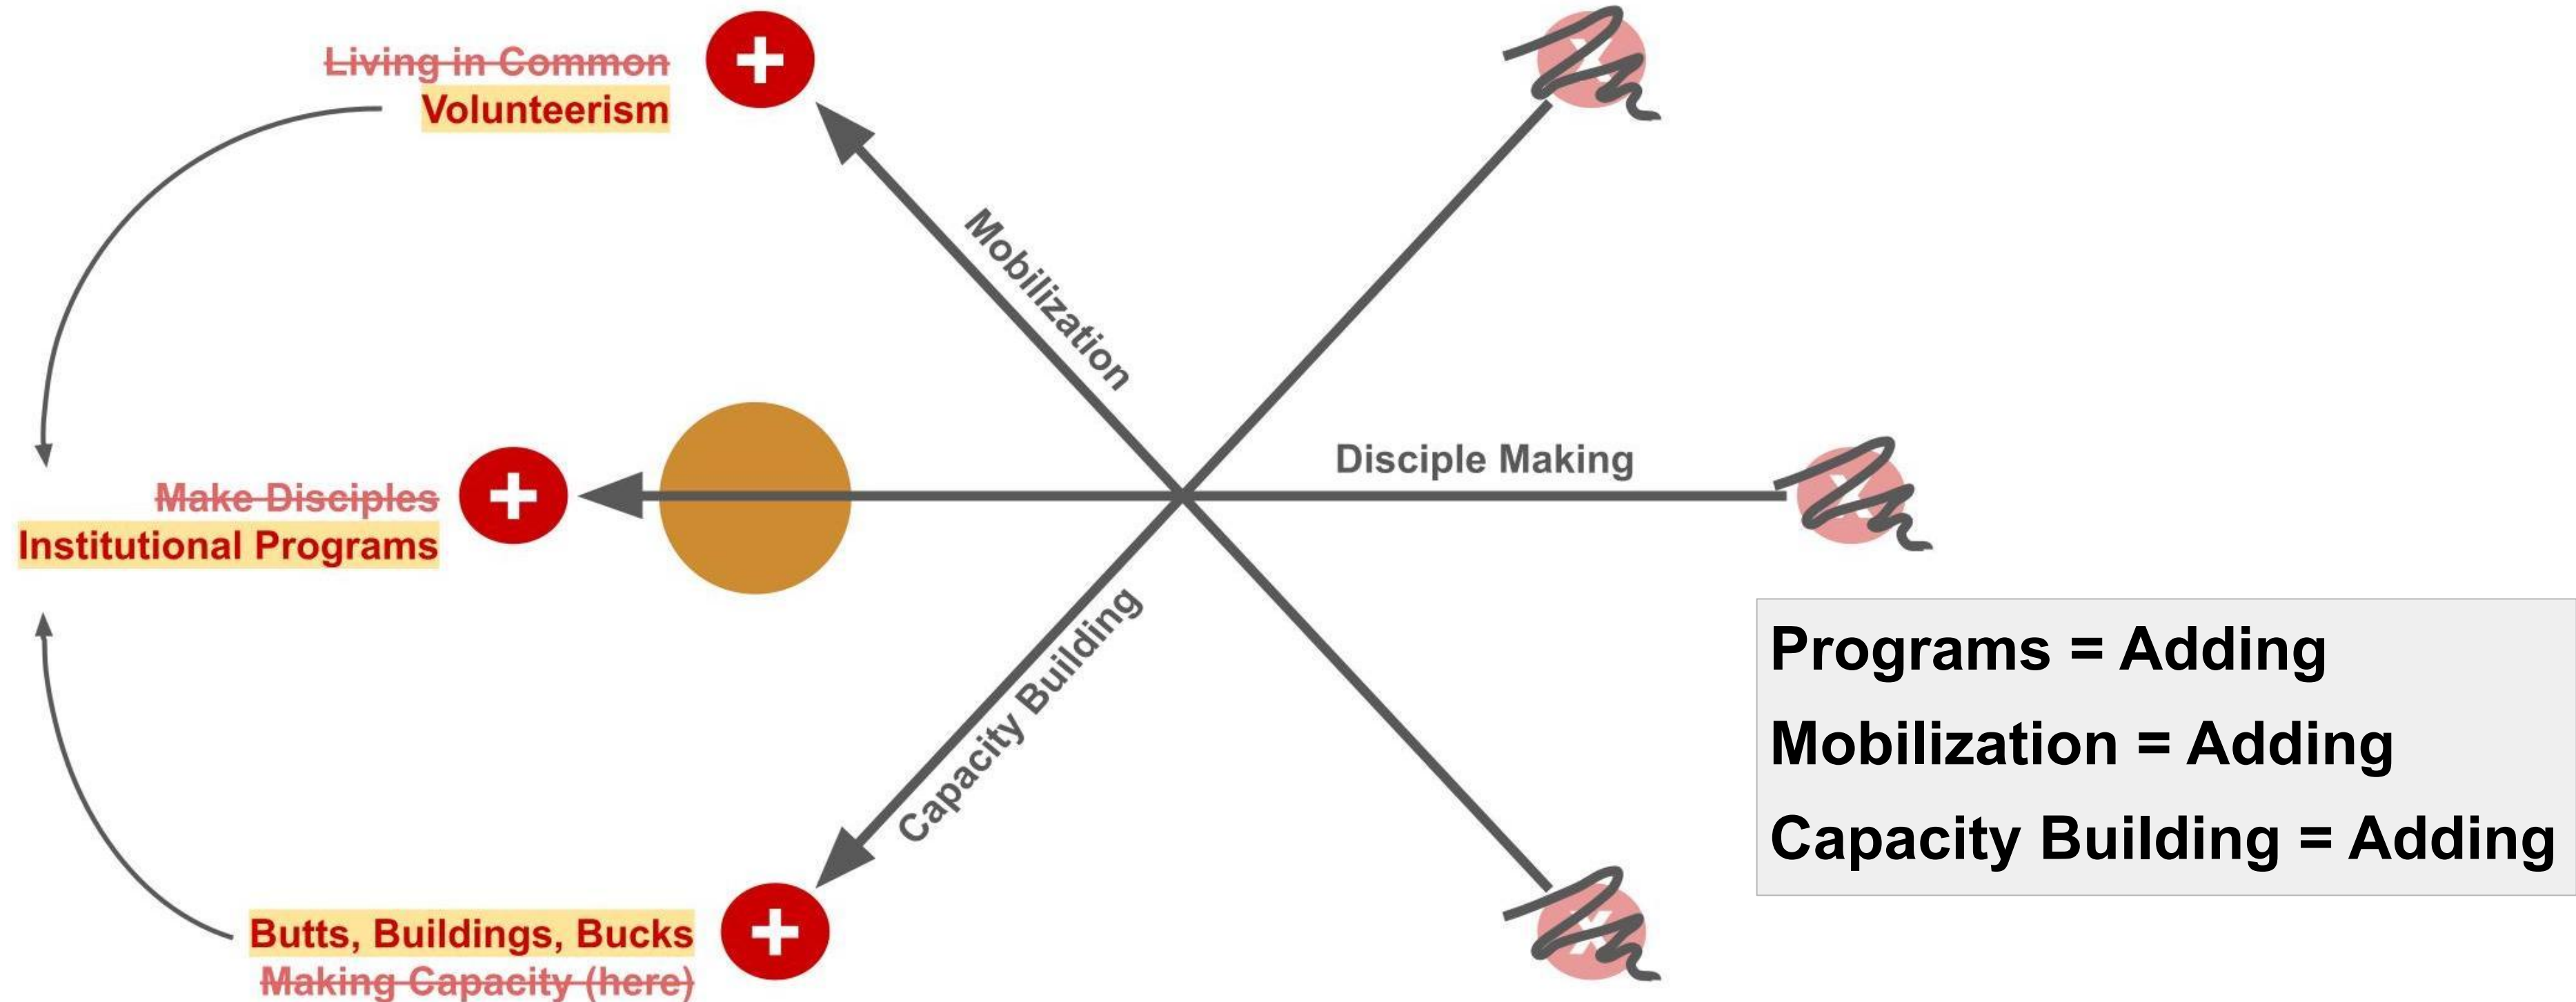 Living in Common
Volunteerism
+
Mobilization
Make Disciples
Institutional Programs
+
Disciple Making
Capacity Building
Butts, Buildings, Bucks
Making Capacity (here)
+
Programs = Adding
Mobilization = Adding
Capacity Building = Adding